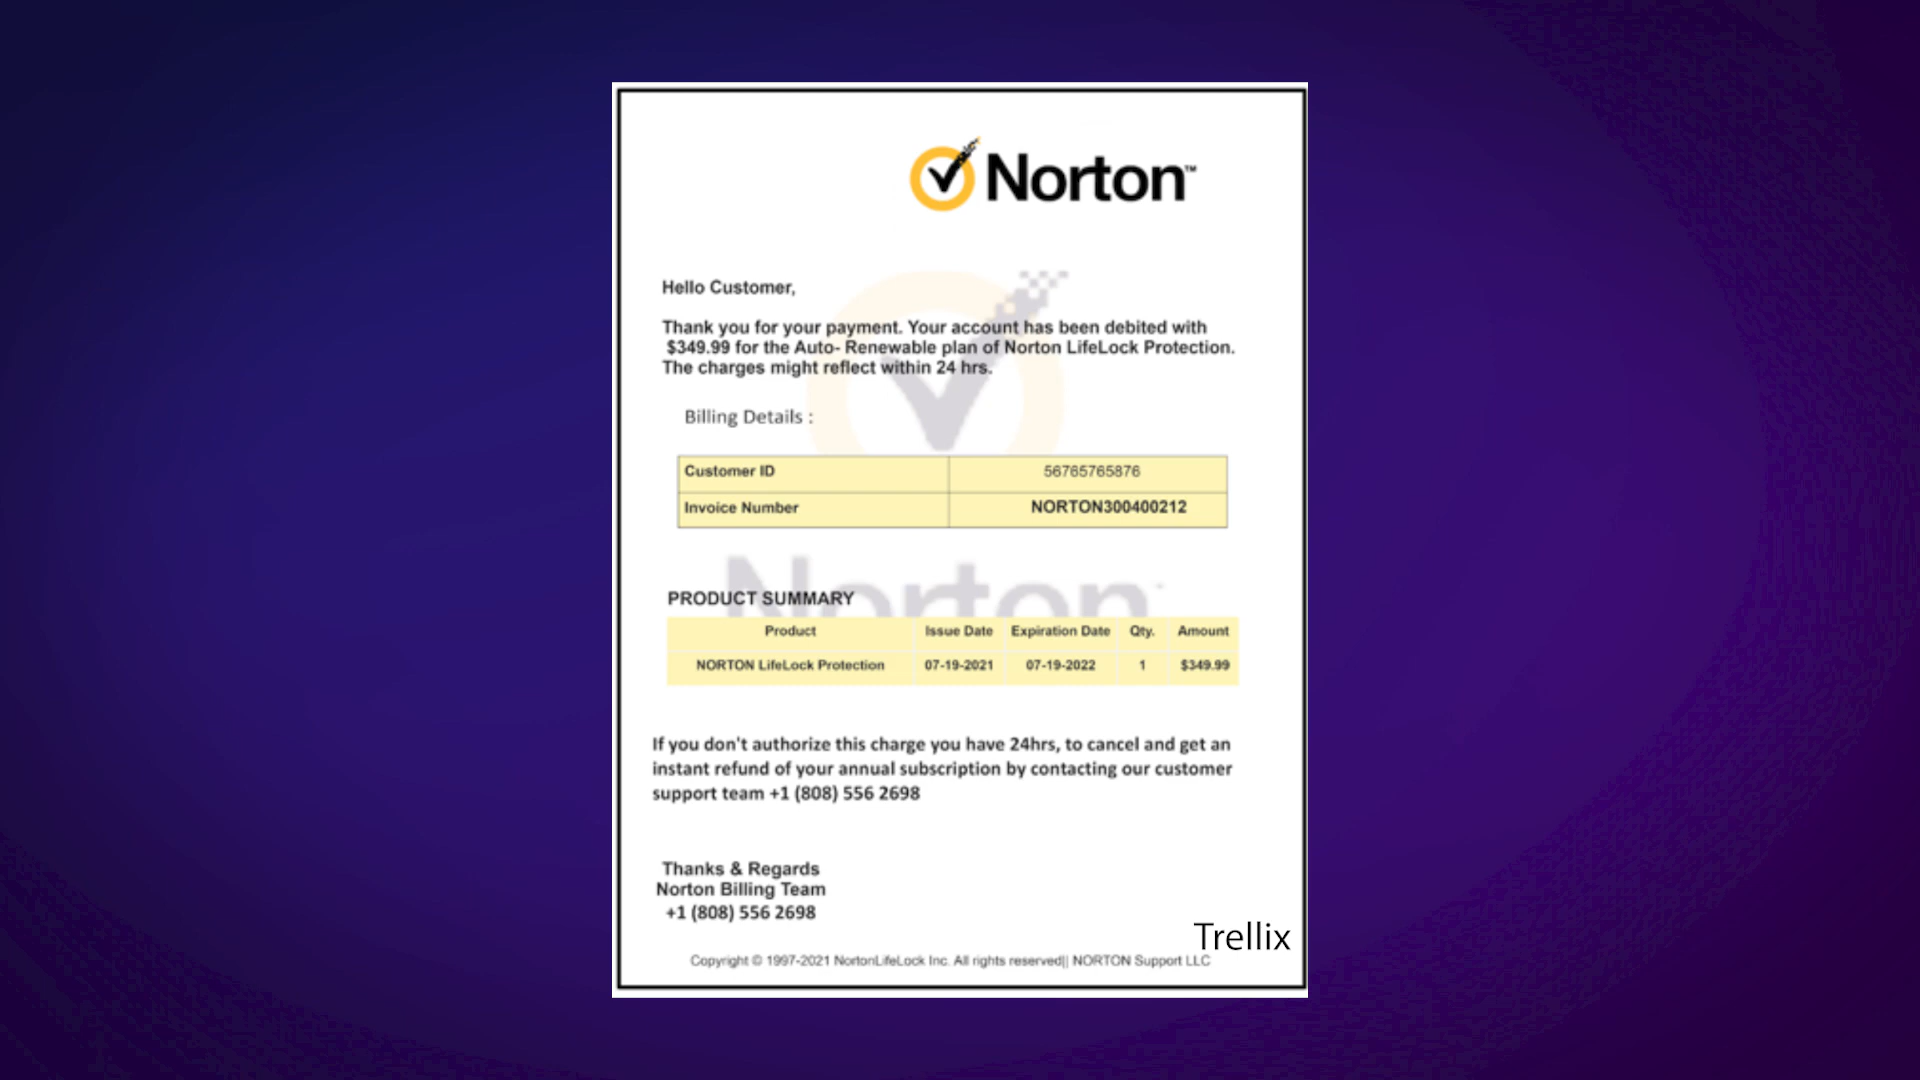 Norton™
Hello Customer,
Thank you for your payment. Your account has been debited with
$349.99 for the Auto- Renewable plan of Norton LifeLock Protection.
The charges might reflect within 24 hrs.
Billing Details :
Customer ID 56765765876
Invoice Number NORTON300400212
Norton
PRODUCT SUMMARY
Product Issue Date Expiration Date Qty. Amount
NORTON LifeLock Protection 07-19-2021 07-19-2022 1 $349.99
If you don't authorize this charge you have 24hrs, to cancel and get an
instant refund of your annual subscription by contacting our customer
support team +1 (808) 556 2698
Thanks & Regards
Norton Billing Team
+1 (808) 556 2698
Trellix
Copyright © 1997-2021 NortonLifeLock Inc. All rights reserved|| NORTON Support LLC